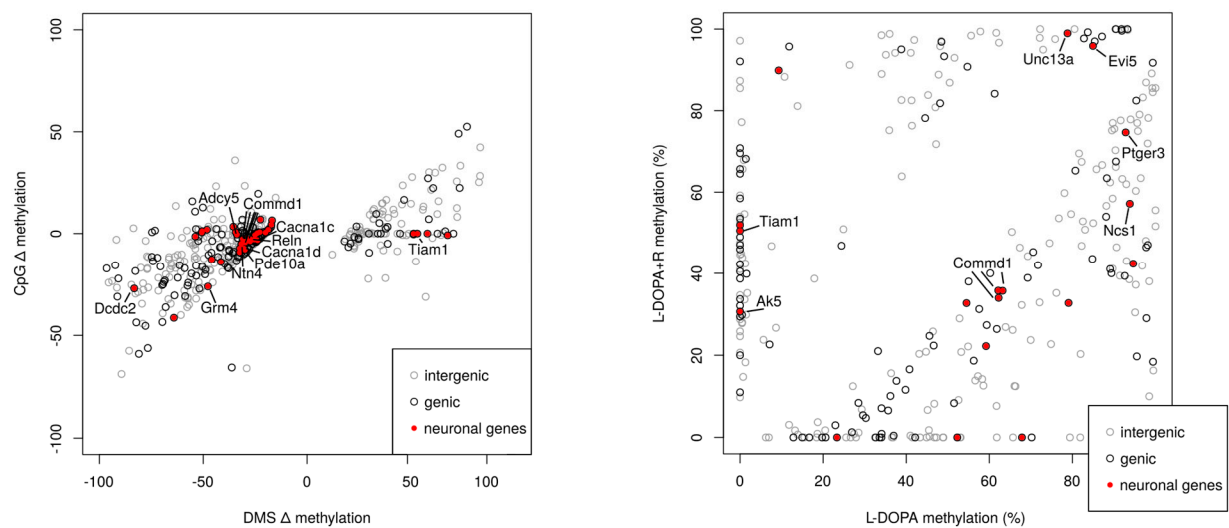 CpG Δ methylation
100
50
0
-50
-100
Adcy5
Commd1
Cacna1c
Reln
Cacna1d
Pde10a
Ntn4
Tiam1
Dcdc2
Grm4
intergenic
genic
neuronal genes
-100 -50 0 50 100
DMS Δ methylation
L-DOPA+R methylation (%)
100
80
60
40
20
0
Unc13a
Evi5
Ptger3
Tiam1
Ncs1
Commd1
Ak5
intergenic
genic
neuronal genes
0 20 40 60 80
L-DOPA methylation (%)